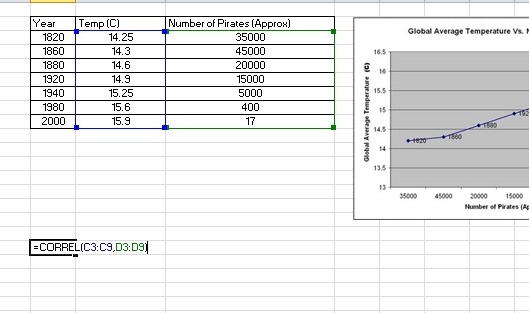 Year Temp (C) Number of Pirates (Approx)
1820 14.25 35000
1860 14.3 45000
1880 14.6 20000
1920 14.9 15000
1940 15.25 5000
1980 15.6 400
2000 15.9 17
=CORREL(C3:C9,D3:D9)
Global Average Temperature Vs. N
Global Average Temperature (C)
16.5
16
15.5
15
14.5
14
13.5
13
1820 1860 1880 192
35000 45000 20000 15000
Number of Pirates (Ap